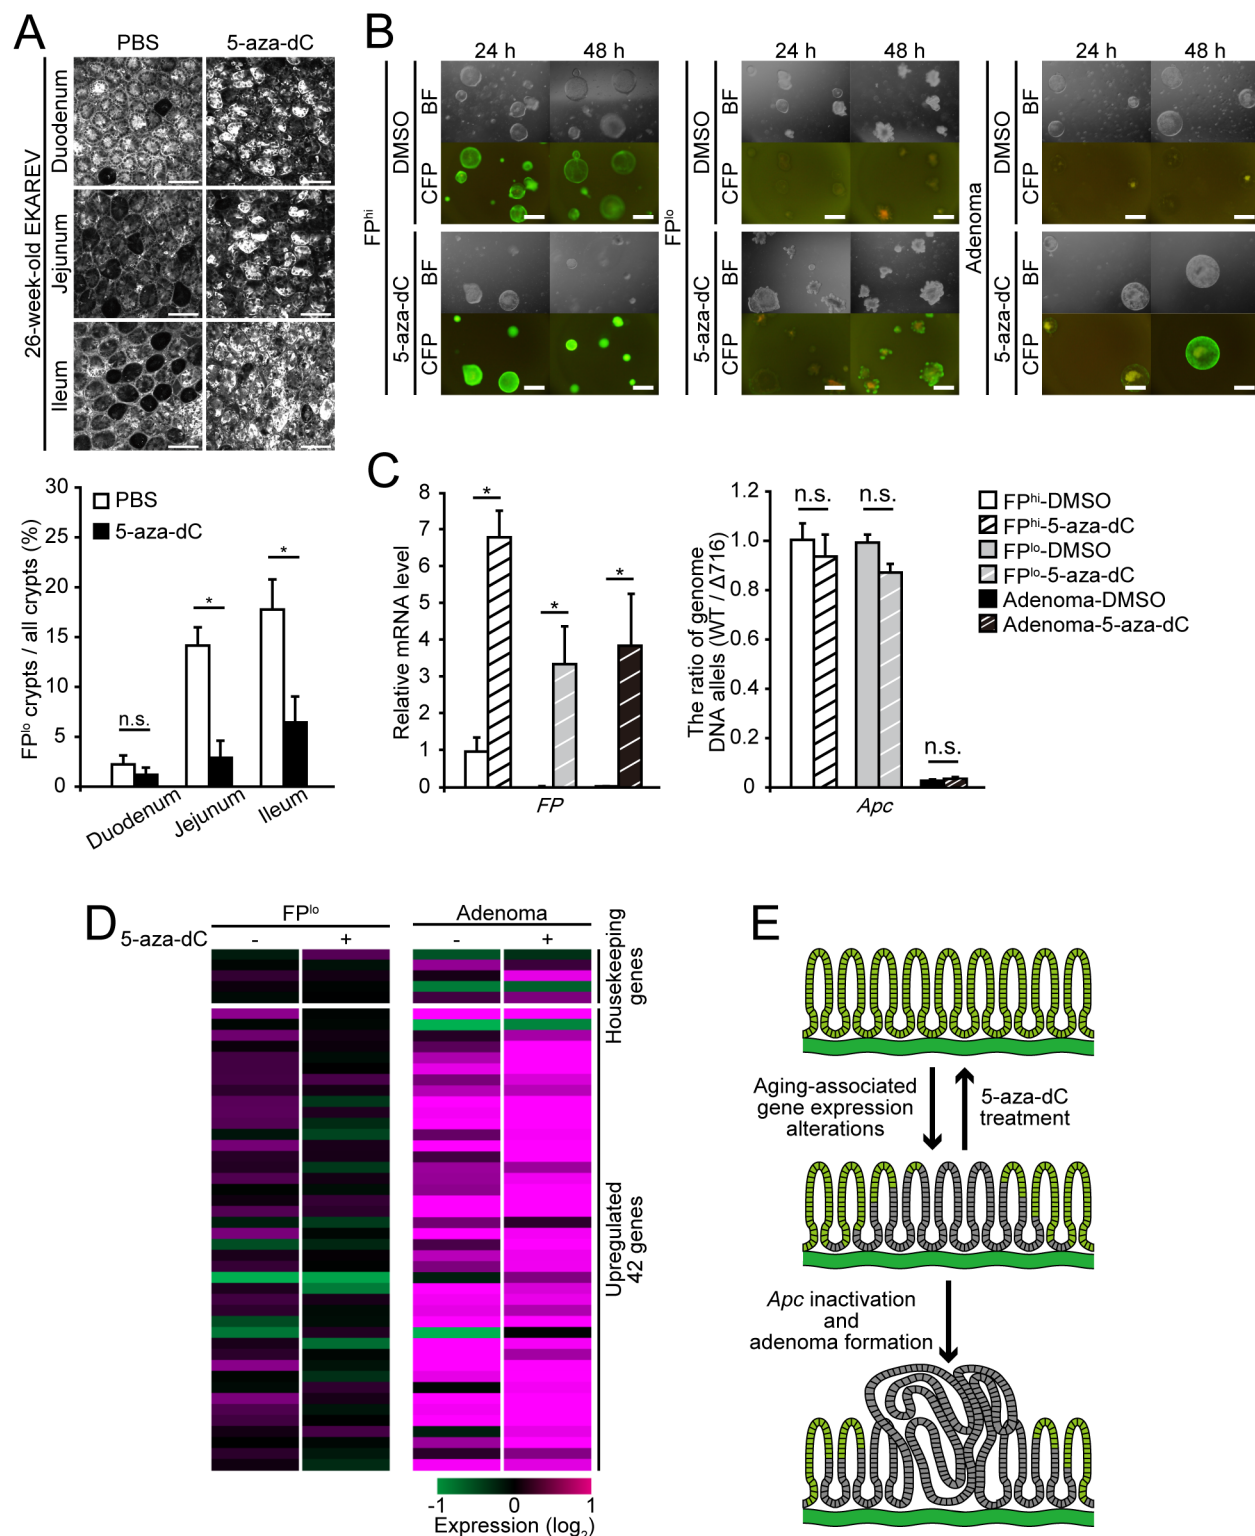 A
PBS
5-aza-dC
26-week-old EKAREV
Duodenum
Jejunum
Ileum
30
25
20
15
10
5
0
FPlo crypts / all crypts (%)
PBS
5-aza-dC
n.s.
*
*
Duodenum
Jejunum
Ileum
B
24 h
48 h
24 h
48 h
24 h
48 h
FPhi
DMSO
BF
CFP
5-aza-dC
BF
CFP
FPlo
DMSO
BF
CFP
5-aza-dC
BF
CFP
Adenoma
DMSO
BF
CFP
5-aza-dC
BF
CFP
C
Relative mRNA level
8
7
6
5
4
3
2
1
0
*
*
*
FP
The ratio of genome
DNA allels (WT / Δ716)
1.2
1.0
0.8
0.6
0.4
0.2
0
n.s.
n.s.
n.s.
Apc
FPhi-DMSO
FPhi-5-aza-dC
FPlo-DMSO
FPlo-5-aza-dC
Adenoma-DMSO
Adenoma-5-aza-dC
D
FPlo
Adenoma
5-aza-dC
-
+
-
+
Housekeeping
genes
Upregulated
42 genes
-1
0
1
Expression (log2)
E
Aging-associated
gene expression
alterations
5-aza-dC
treatment
Apc inactivation
and
adenoma formation